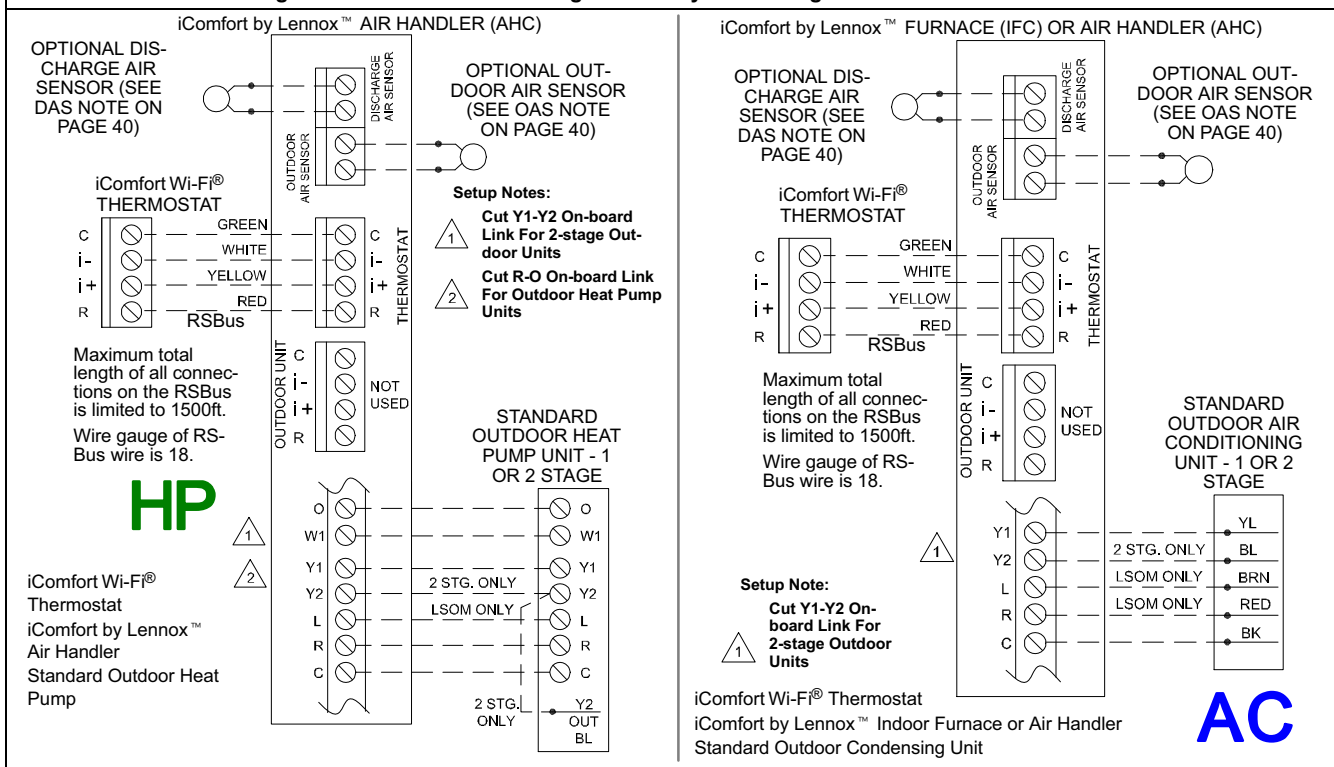 iComfort by Lennox™ AIR HANDLER (AHC)
OPTIONAL DIS-
CHARGE AIR
SENSOR (SEE
DAS NOTE ON
PAGE 40)
DISCHARGE
AIR SENSOR
OUTDOOR
AIR SENSOR
OPTIONAL OUT-
DOOR AIR SENSOR
(SEE OAS NOTE
ON PAGE 40)
iComfort Wi-Fi®
THERMOSTAT
C
i-
i+
R
GREEN
WHITE
YELLOW
RED
RSBus
C
i-
i+
R
THERMOSTAT
Setup Notes:
1
Cut Y1-Y2 On-board
Link For 2-stage Out-
door Units
2
Cut R-O On-board Link
For Outdoor Heat Pump
Units
Maximum total
length of all connec-
tions on the RSBus
is limited to 1500ft.
Wire gauge of RS-
Bus wire is 18.
OUTDOOR UNIT
C
i-
i+
R
NOT
USED
STANDARD
OUTDOOR HEAT
PUMP UNIT - 1
OR 2 STAGE
HP
1
2
O
W1
Y1
Y2
L
R
C
2 STG. ONLY
LSOM ONLY
O
W1
Y1
Y2
L
R
C
2 STG.
ONLY
Y2
OUT
BL
iComfort Wi-Fi®
Thermostat
iComfort by Lennox™
Air Handler
Standard Outdoor Heat
Pump
iComfort by Lennox™ FURNACE (IFC) OR AIR HANDLER (AHC)
OPTIONAL DIS-
CHARGE AIR
SENSOR (SEE
DAS NOTE ON
PAGE 40)
DISCHARGE
AIR SENSOR
OUTDOOR
AIR SENSOR
OPTIONAL OUT-
DOOR AIR SENSOR
(SEE OAS NOTE
ON PAGE 40)
iComfort Wi-Fi®
THERMOSTAT
C
i-
i+
R
GREEN
WHITE
YELLOW
RED
RSBus
C
i-
i+
R
THERMOSTAT
Maximum total
length of all connec-
tions on the RSBus
is limited to 1500ft.
Wire gauge of RS-
Bus wire is 18.
OUTDOOR UNIT
C
i-
i+
R
NOT
USED
STANDARD
OUTDOOR AIR
CONDITIONING
UNIT - 1 OR 2
STAGE
1
Y1
Y2
L
R
C
2 STG. ONLY
LSOM ONLY
LSOM ONLY
YL
BL
BRN
RED
BK
Setup Note:
1
Cut Y1-Y2 On-
board Link For
2-stage Outdoor
Units
iComfort Wi-Fi® Thermostat
iComfort by Lennox™ Indoor Furnace or Air Handler
Standard Outdoor Condensing Unit
AC